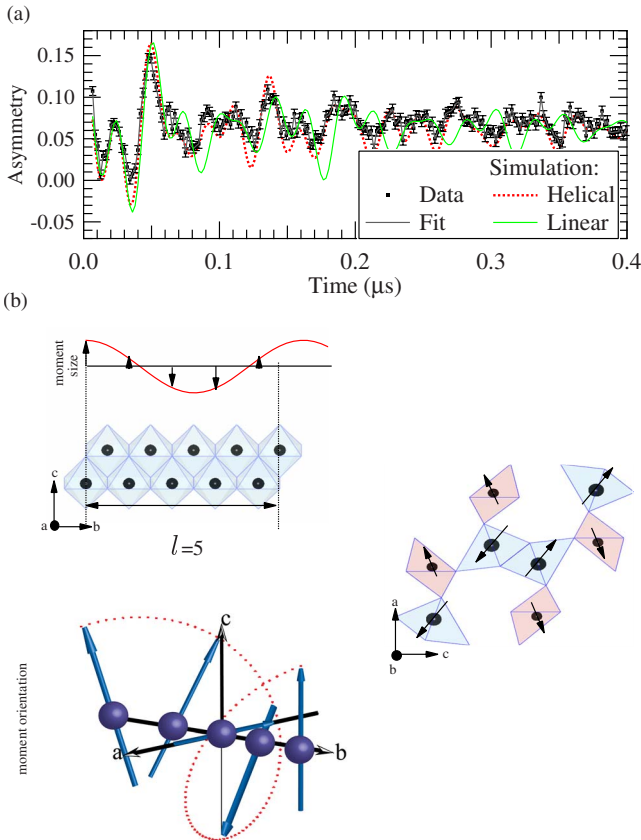 (a)
Asymmetry
0.15
0.10
0.05
0.00
-0.05
Simulation:
Data
Helical
Fit
Linear
0.0
0.1
0.2
0.3
0.4
Time (μs)
(b)
moment
size
c
a
b
l=5
a
b
c
moment orientation
c
a
b